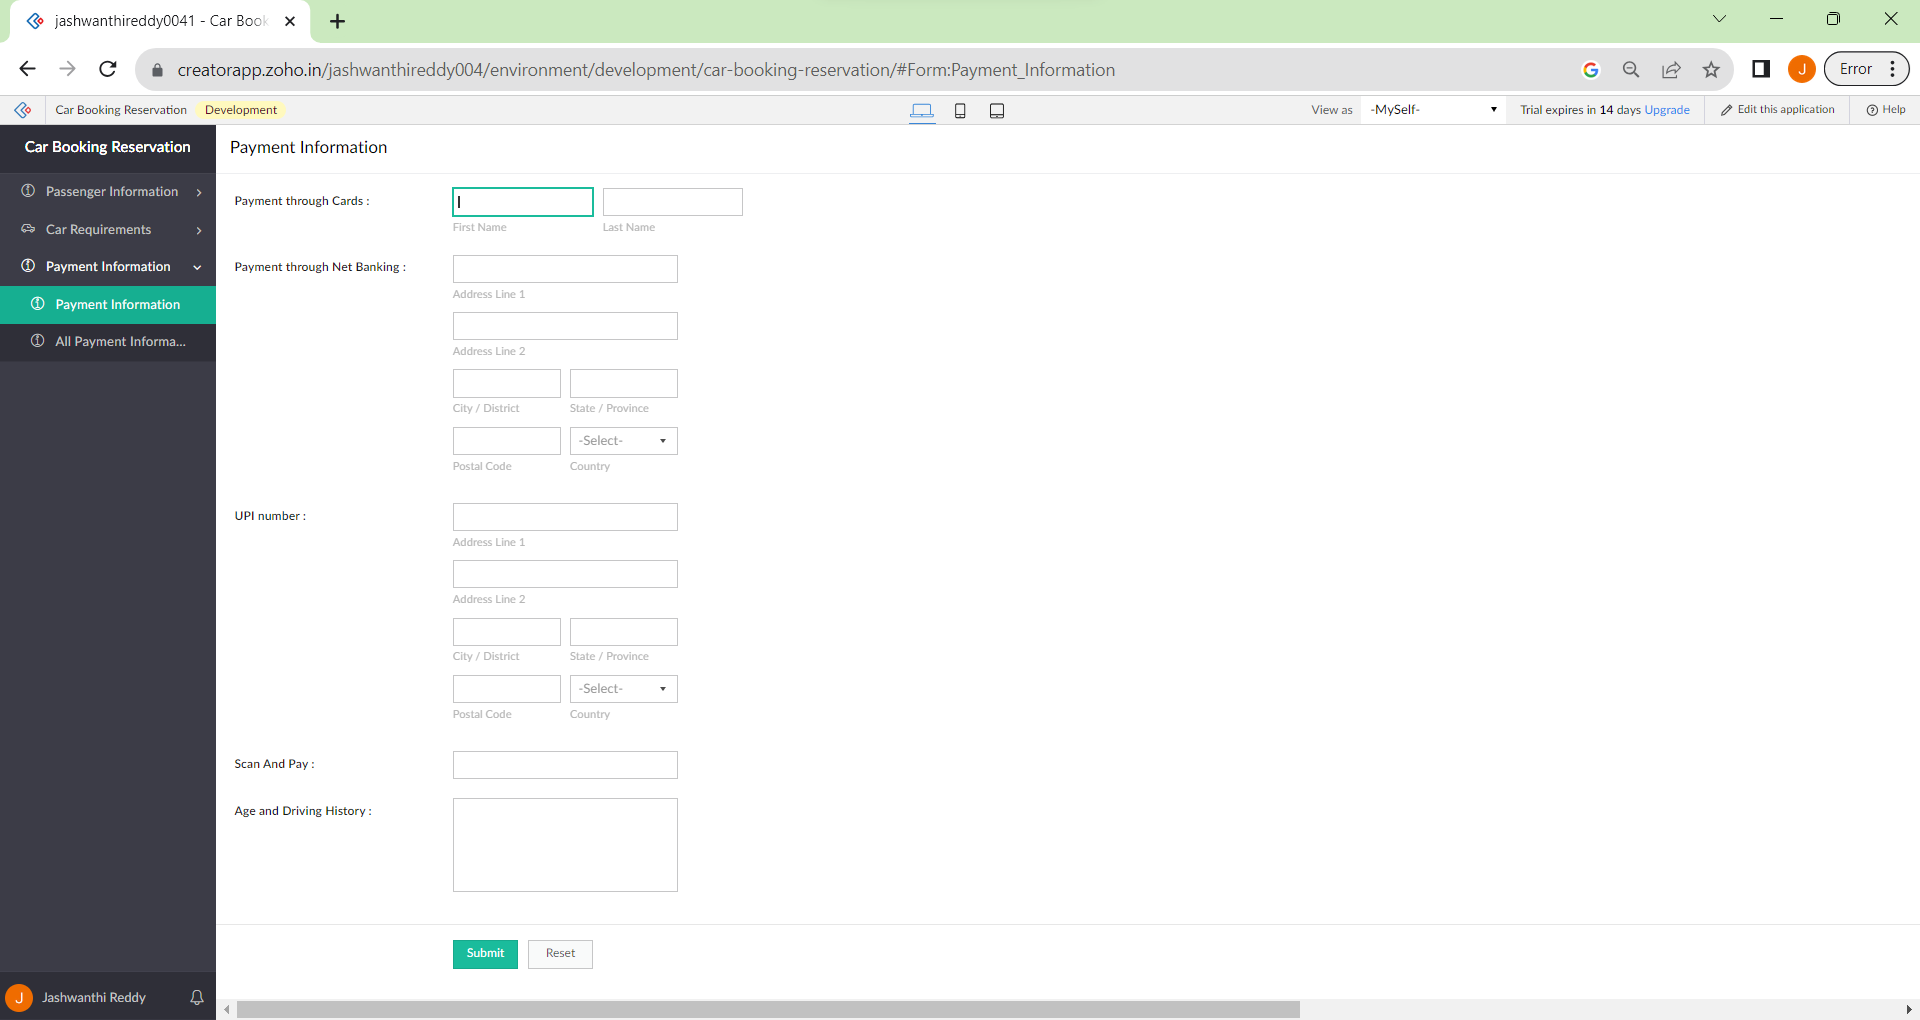 jashwanthireddy0041 - Car Book
creatorapp.zoho.in/jashwanthireddy004/environment/development/car-booking-reservation/#Form:Payment_Information
J
Error
Car Booking Reservation Development
View as -MySelf- Trial expires in 14 days Upgrade Edit this application Help
Car Booking Reservation
Passenger Information
Car Requirements
Payment Information
Payment Information
All Payment Informa...
Jashwanthi Reddy
J
Payment Information
Payment through Cards :
First Name Last Name
Payment through Net Banking :
Address Line 1
Address Line 2
City / District State / Province
-Select-
Postal Code Country
UPI number :
Address Line 1
Address Line 2
City / District State / Province
-Select-
Postal Code Country
Scan And Pay :
Age and Driving History :
Submit Reset